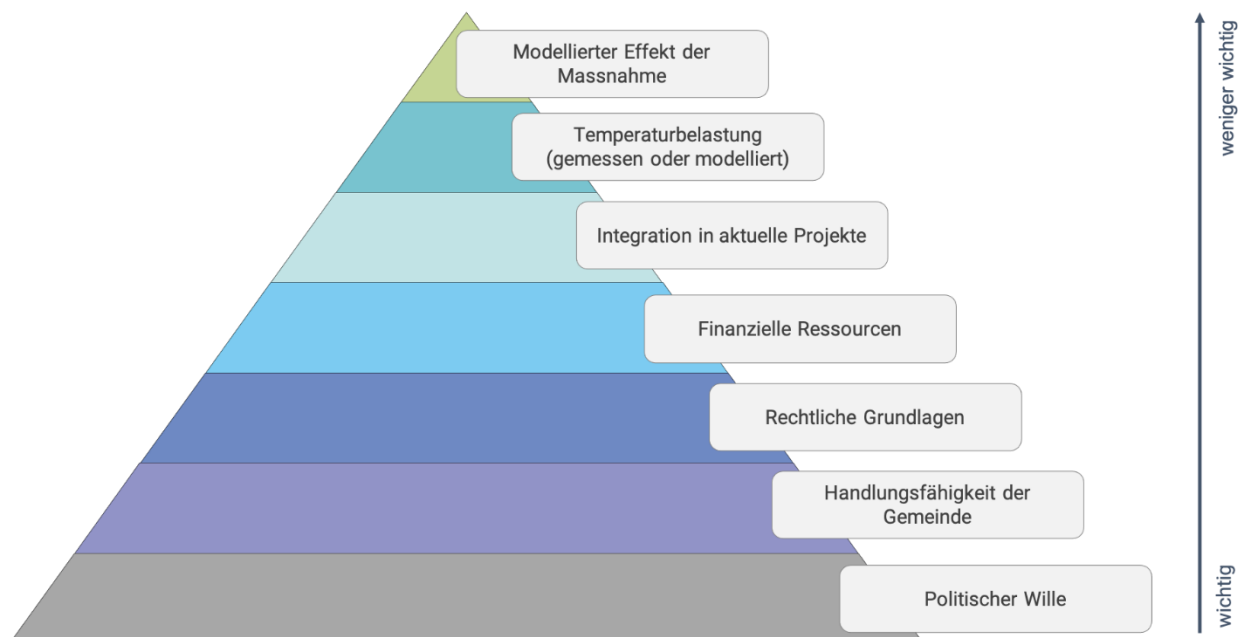 Modellierter Effekt der
Massnahme
Temperaturbelastung
(gemessen oder modelliert)
Integration in aktuelle Projekte
Finanzielle Ressourcen
Rechtliche Grundlagen
Handlungsfähigkeit der
Gemeinde
Politischer Wille
weniger wichtig
wichtig